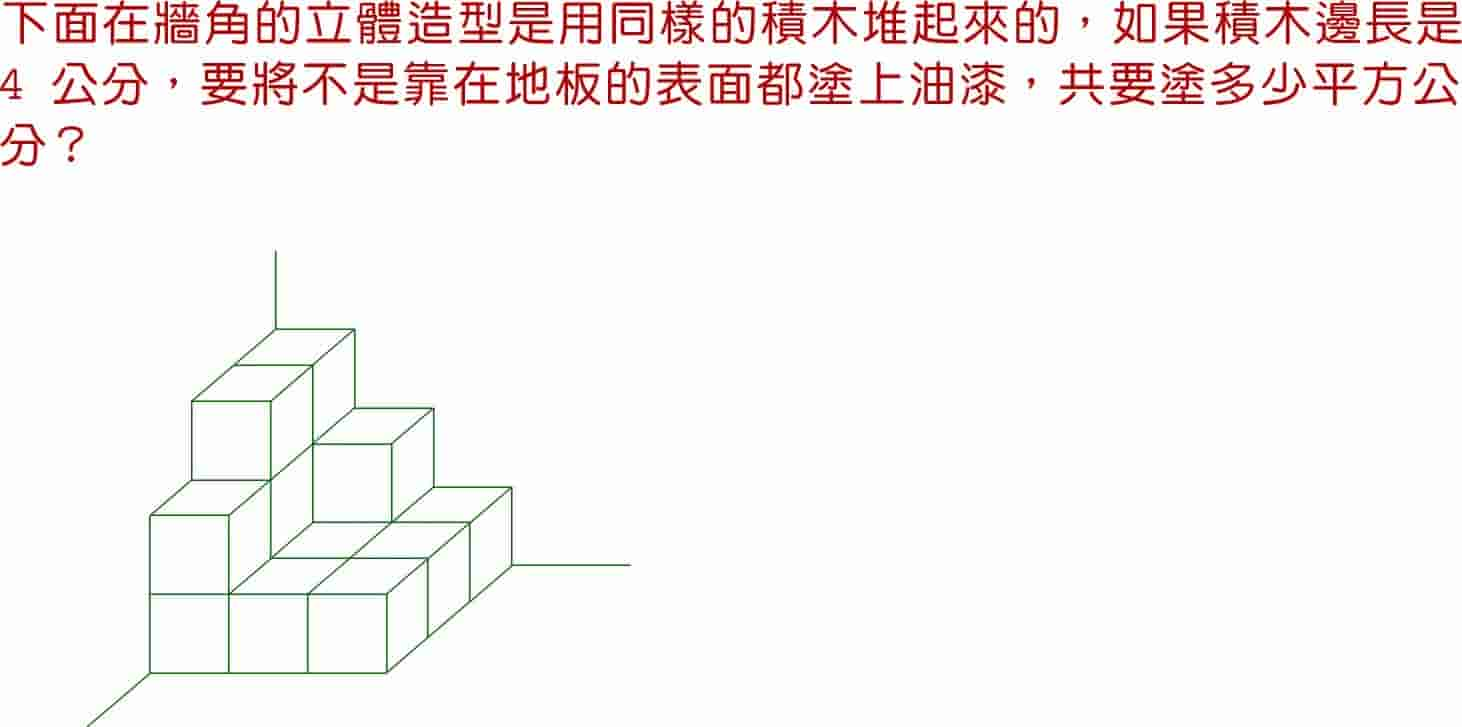 下面在牆角的立體造型是用同樣的積木堆起來的，如果積木邊長是
4 公分，要將不是靠在地板的表面都塗上油漆，共要塗多少平方公
分？